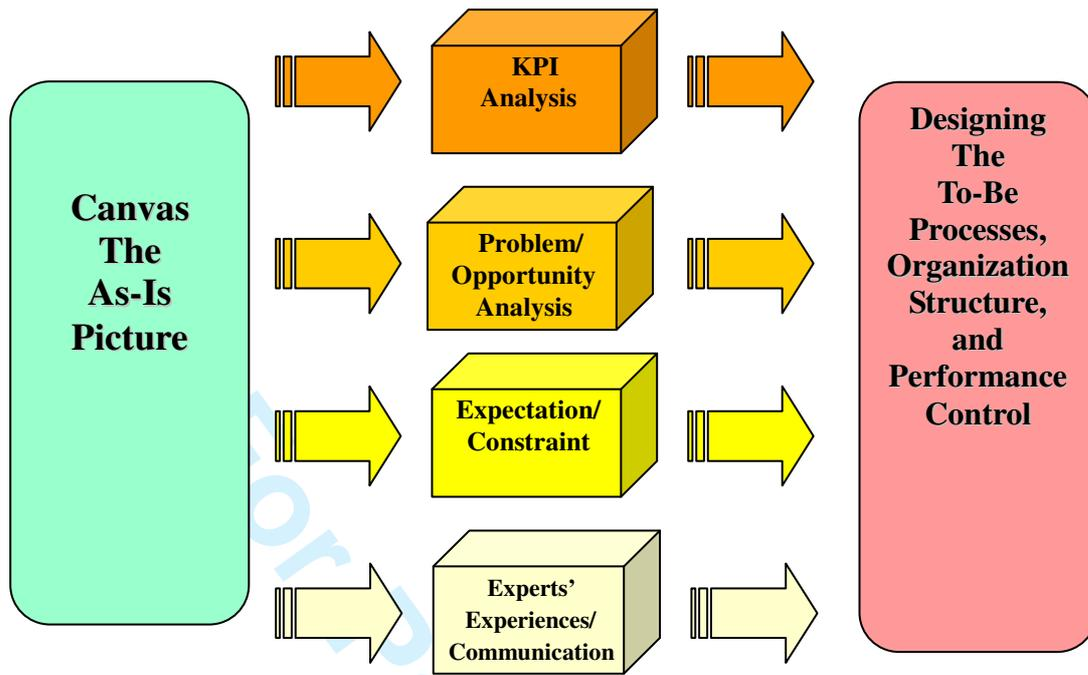 Canvas
The
As-Is
Picture
KPI
Analysis
Problem/
Opportunity
Analysis
Expectation/
Constraint
Experts’
Experiences/
Communication
Designing
The
To-Be
Processes,
Organization
Structure,
and
Performance
Control
For P